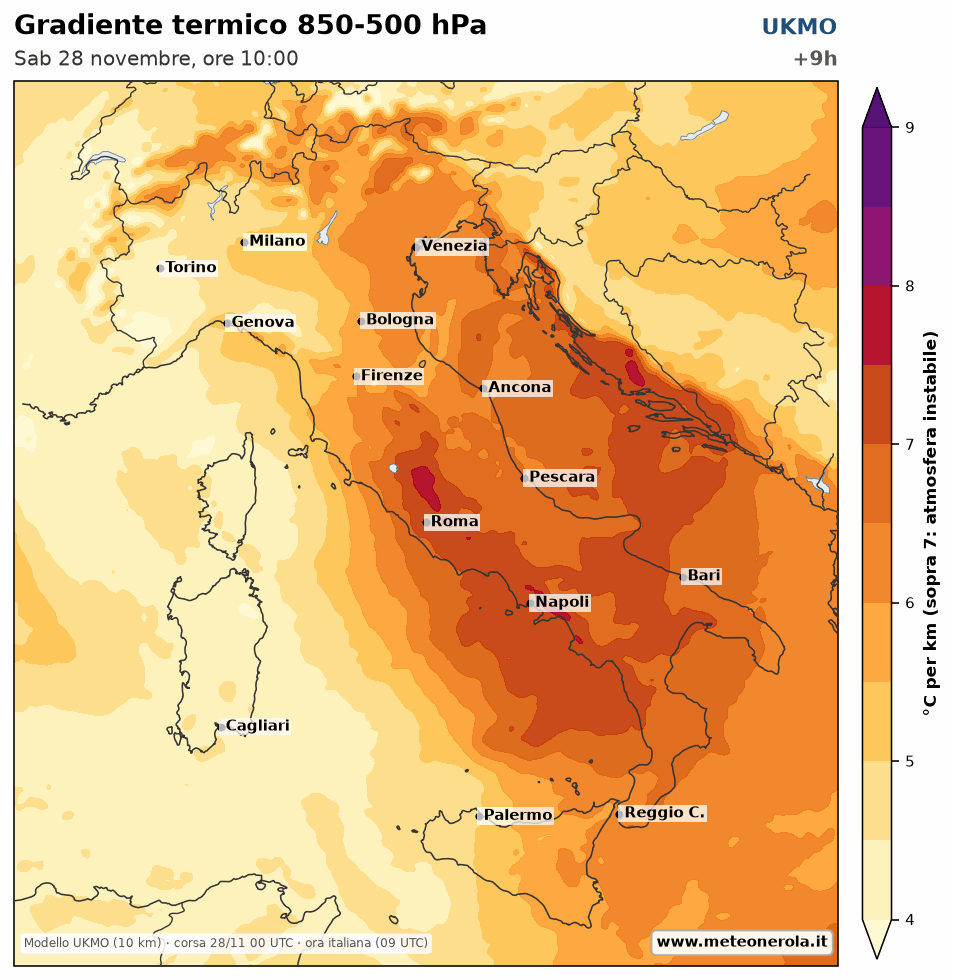 Gradiente termico 850-500 hPa
UKMO
Sab 28 novembre, ore 10:00
+9h
Milano
Venezia
Torino
Genova
Bologna
Firenze
Ancona
Pescara
Roma
Bari
Napoli
Cagliari
Palermo
Reggio C.
9
8
7
6
5
4
°C per km (sopra 7: atmosfera instabile)
Modello UKMO (10 km) · corsa 28/11 00 UTC · ora italiana (09 UTC)
www.meteonerola.it